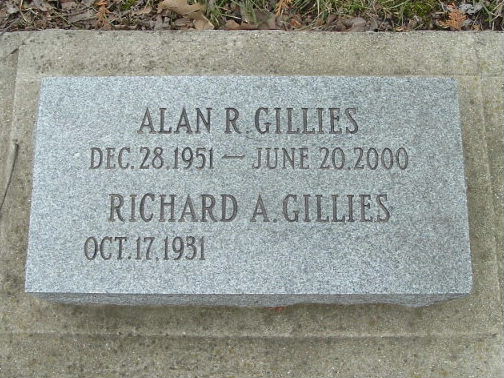 ALAN R. GILLIES
DEC. 28. 1951 — JUNE 20. 2000
RICHARD A. GILLIES
OCT. 17. 1931